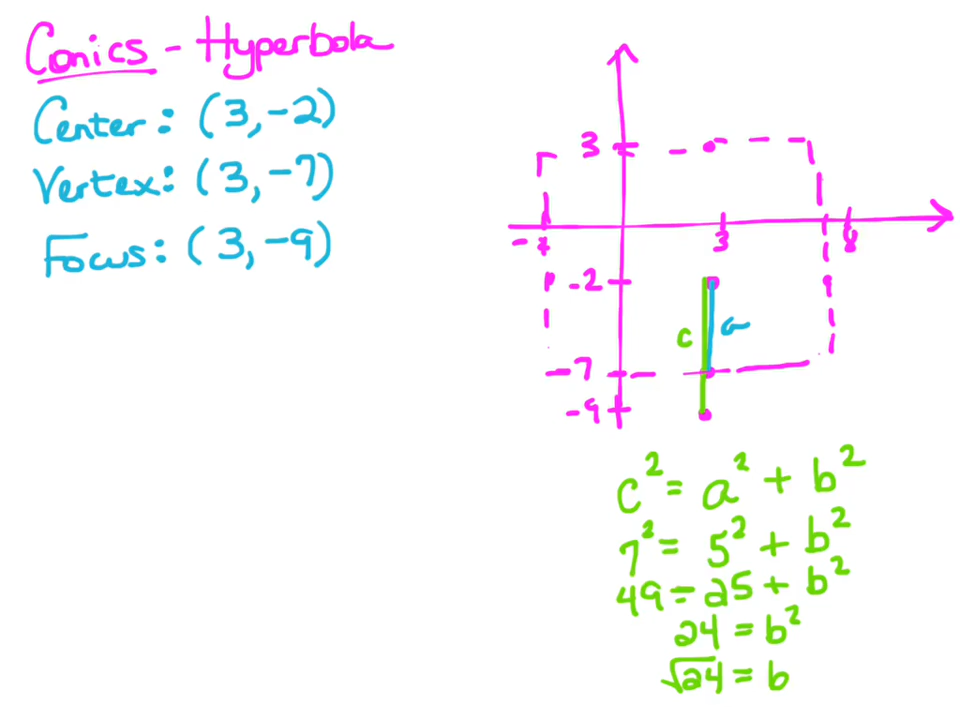 Conics - Hyperbola
Center: (3,-2)
Vertex: (3,-7)
Focus: (3,-9)
3
3
8
-2
c
a
-7
-9
c² = a² + b²
7² = 5² + b²
49 = 25 + b²
24 = b²
√24 = b